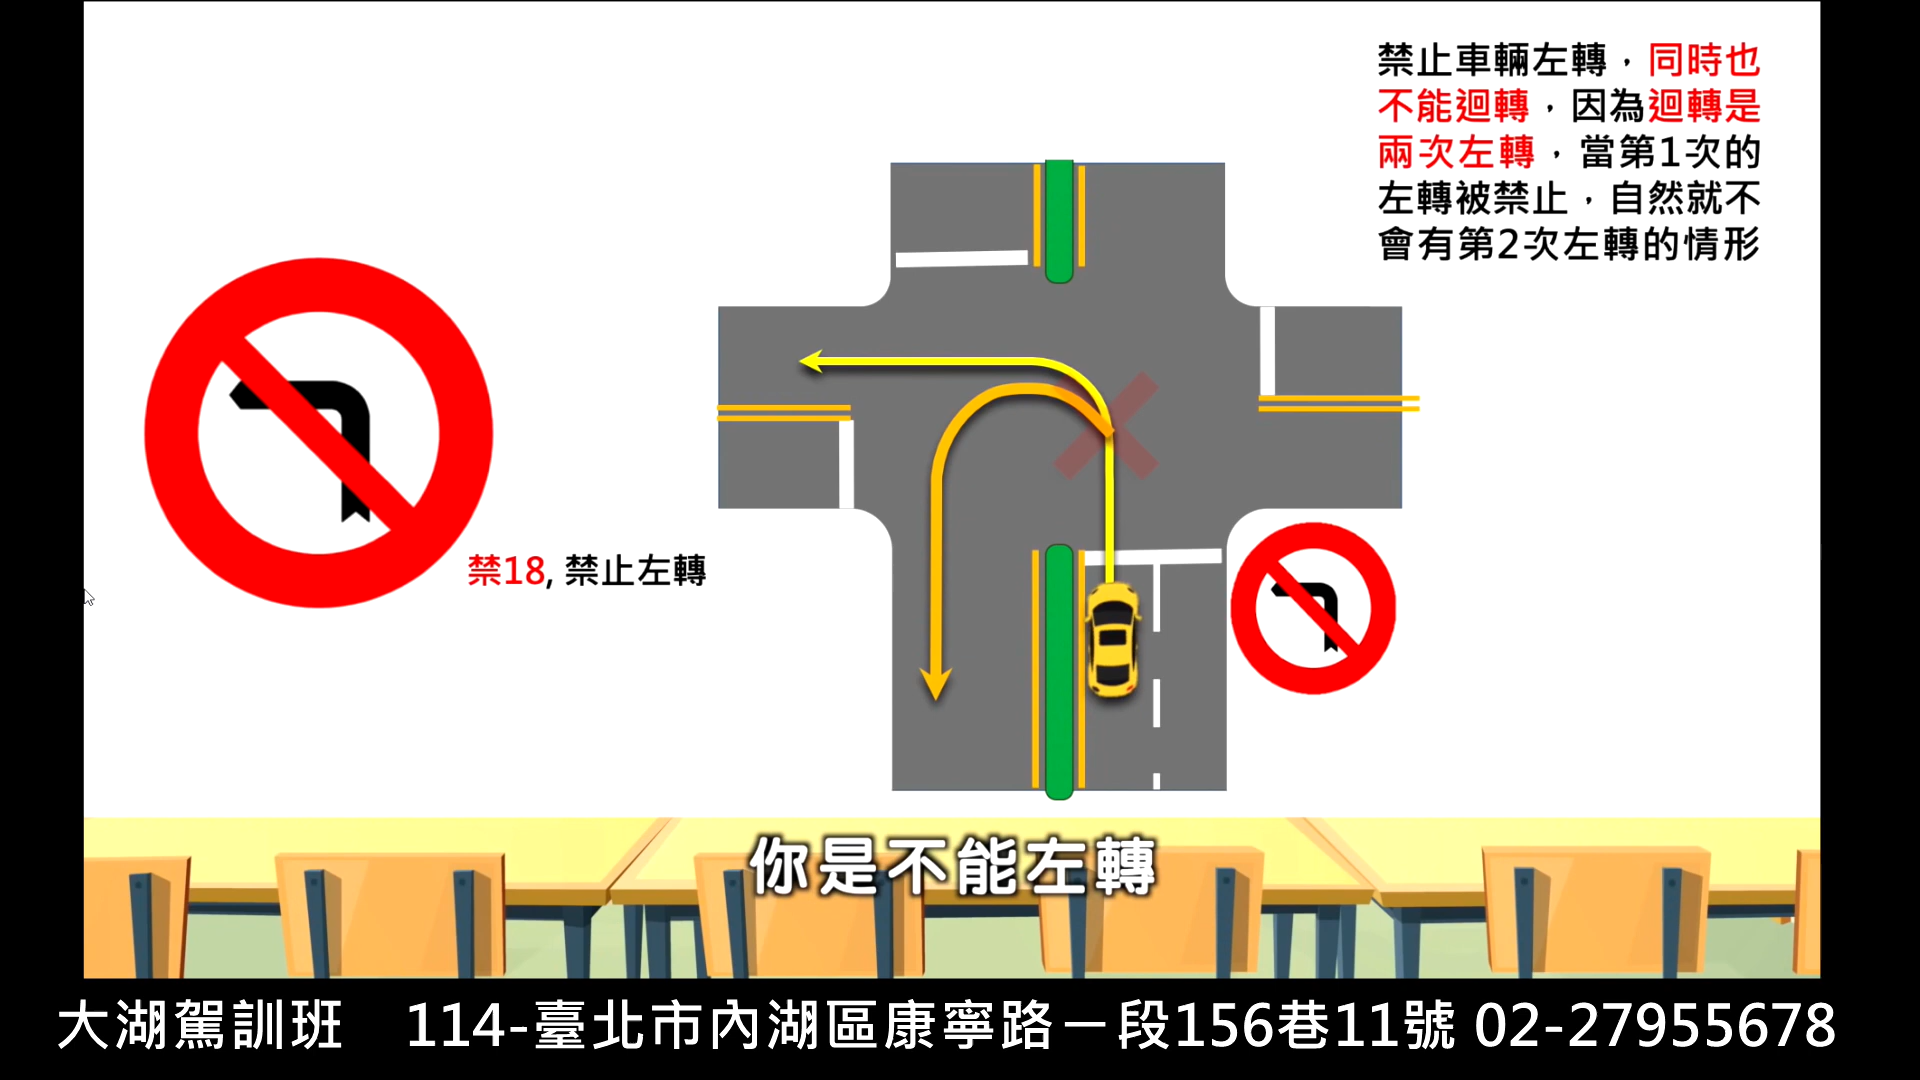 禁止車輛左轉，同時也
不能迴轉，因為迴轉是
兩次左轉，當第1次的
左轉被禁止，自然就不
會有第2次左轉的情形
禁18, 禁止左轉
你是不能左轉
大湖駕訓班 114-臺北市內湖區康寧路一段156巷11號 02-27955678